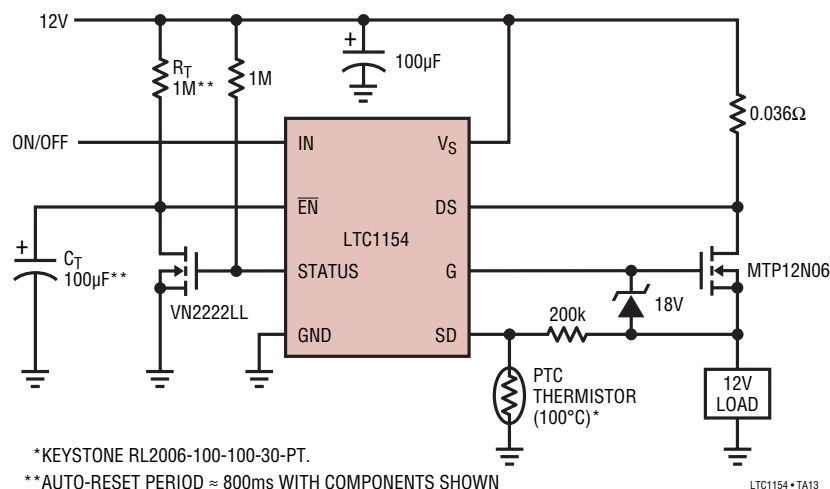 12V
R_T
1M**
1M
+
100µF
0.036Ω
ON/OFF
IN
V_S
EN
DS
LTC1154
+
C_T
100µF**
STATUS
G
MTP12N06
VN2222LL
18V
200k
GND
SD
PTC
THERMISTOR
(100°C)*
12V
LOAD
*KEYSTONE RL2006-100-100-30-PT.
**AUTO-RESET PERIOD ≈ 800ms WITH COMPONENTS SHOWN
LTC1154 • TA13